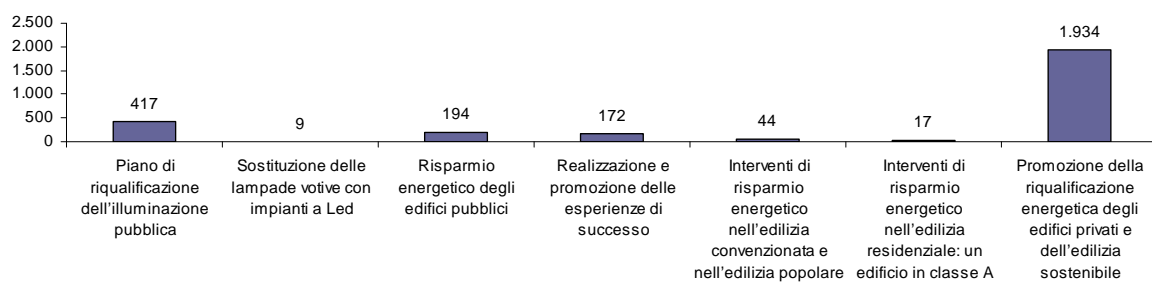 2.500
2.000
1.500
1.000
500
0
417
9
194
172
44
17
1.934
Piano di
riqualificazione
dell'illuminazione
pubblica
Sostituzione delle
lampade votive con
impianti a Led
Risparmio
energetico degli
edifici pubblici
Realizzazione e
promozione delle
esperienze di
successo
Interventi di
risparmio
energetico
nell'edilizia
convenzionata e
nell'edilizia popolare
Interventi di
risparmio
energetico
nell'edilizia
residenziale: un
edificio in classe A
Promozione della
riqualificazione
energetica degli
edifici privati e
dell'edilizia
sostenibile